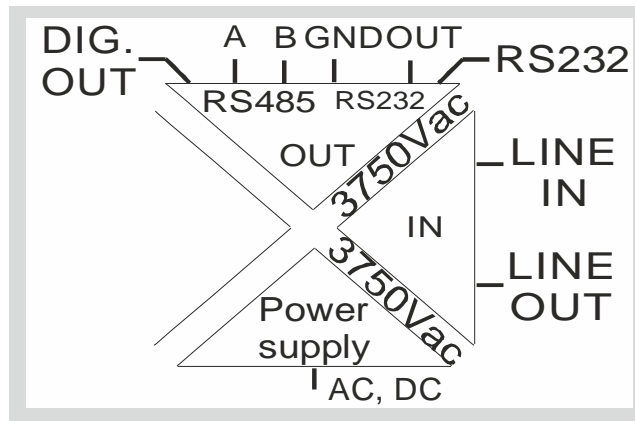 DIG. OUT
A B GND OUT
RS232
RS485 RS232
OUT
3750Vac
LINE IN
IN
3750Vac
LINE OUT
Power supply
AC, DC